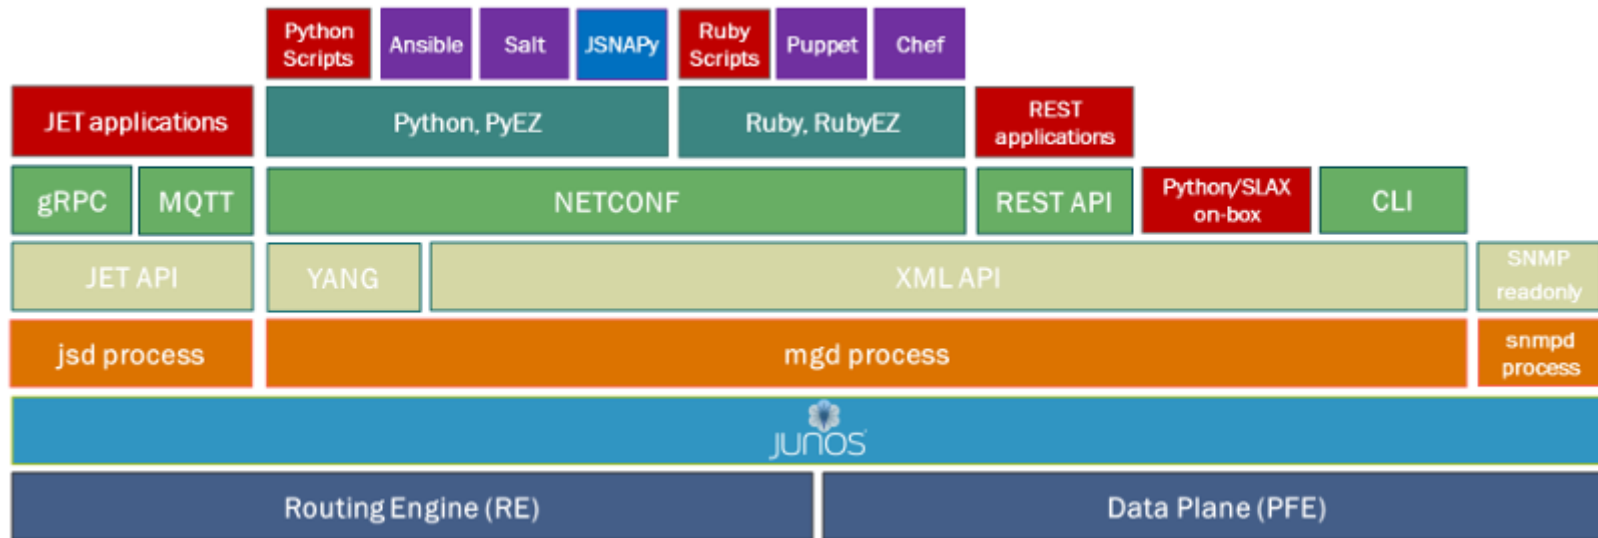 Python
Scripts
Ansible
Salt
JSNAPy
Ruby
Scripts
Puppet
Chef
JET applications
Python, PyEZ
Ruby, RubyEZ
REST
applications
gRPC
MQTT
NETCONF
REST API
Python/SLAX
on-box
CLI
JET API
YANG
XML API
SNMP
readonly
jsd process
mgd process
snmpd
process
JUNOS
Routing Engine (RE)
Data Plane (PFE)